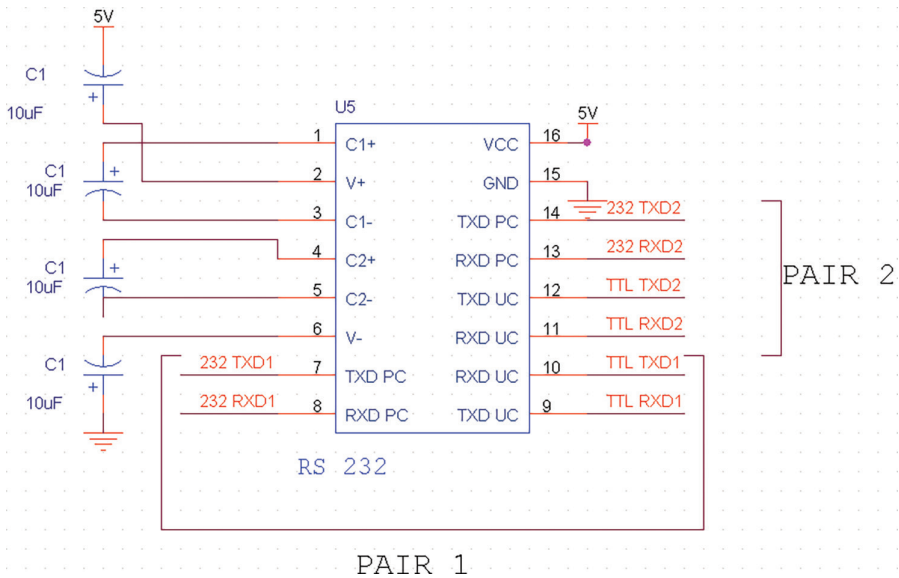 5V
C1
10uF
+
U5
5V
1 C1+ VCC 16
C1 10uF +
2 V+ GND 15
3 C1- TXD PC 14 232 TXD2
4 C2+ RXD PC 13 232 RXD2
C1 10uF +
5 C2- TXD UC 12 TTL TXD2
PAIR 2
6 V- RXD UC 11 TTL RXD2
C1
10uF
+
232 TXD1 7 TXD PC RXD UC 10 TTL TXD1
232 RXD1 8 RXD PC TXD UC 9 TTL RXD1
RS 232
PAIR 1